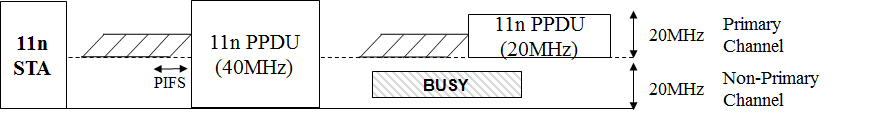 11n
STA
PIFS
11n PPDU
(40MHz)
11n PPDU
(20MHz)
BUSY
20MHz
Primary
Channel
20MHz
Non-Primary
Channel